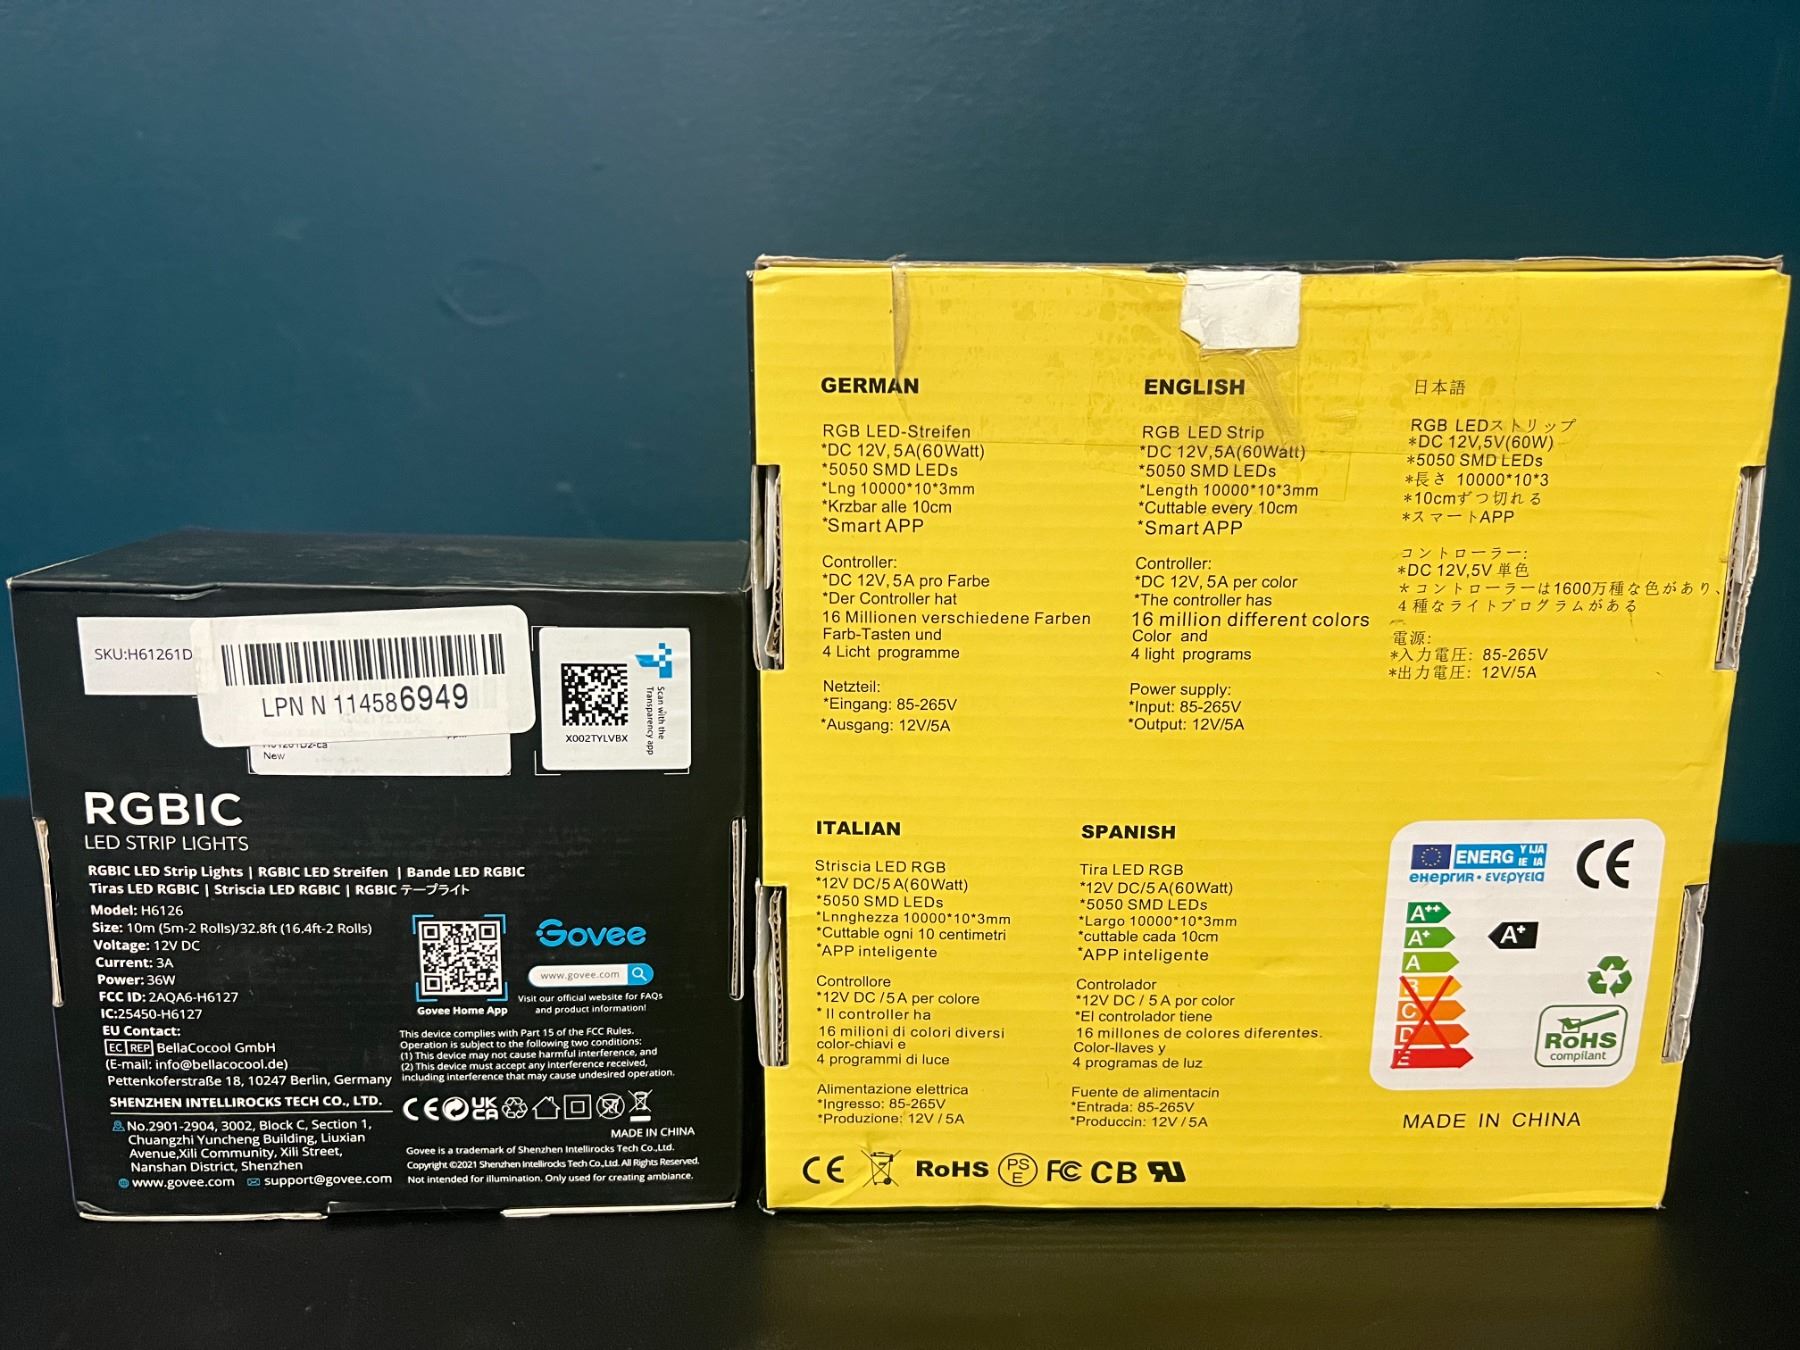 SKU:H61261D
LPN N 114586949
New
X002TYLVBX
Scan with the
Transparency app
RGBIC
LED STRIP LIGHTS
RGBIC LED Strip Lights | RGBIC LED Streifen | Bande LED RGBIC
Tiras LED RGBIC | Striscia LED RGBIC | RGBIC テープライト
Model: H6126
Size: 10m (5m-2 Rolls)/32.8ft (16.4ft-2 Rolls)
Voltage: 12V DC
Current: 3A
Power: 36W
FCC ID: 2AQA6-H6127
IC:25450-H6127
EU Contact:
EC REP BellaCocool GmbH
(E-mail: info@bellacocool.de)
Pettenkoferstraße 18, 10247 Berlin, Germany
SHENZHEN INTELLIROCKS TECH CO., LTD.
No.2901-2904, 3002, Block C, Section 1,
Chuangzhi Yuncheng Building, Liuxian
Avenue,Xili Community, Xili Street,
Nanshan District, Shenzhen
www.govee.com support@govee.com
Govee Home App
Govee
www.govee.com
Visit our official website for FAQs
and product information!
This device complies with Part 15 of the FCC Rules.
Operation is subject to the following two conditions:
(1) This device may not cause harmful interference, and
(2) This device must accept any interference received,
including interference that may cause undesired operation.
CE UK CA
MADE IN CHINA
Govee is a trademark of Shenzhen Intellirocks Tech Co.,Ltd.
Copyright ©2021 Shenzhen Intellirocks Tech Co.,Ltd. All Rights Reserved.
Not intended for illumination. Only used for creating ambiance.
GERMAN
RGB LED-Streifen
*DC 12V, 5A(60Watt)
*5050 SMD LEDs
*Lng 10000*10*3mm
*Krzbar alle 10cm
*Smart APP
Controller:
*DC 12V, 5A pro Farbe
*Der Controller hat
16 Millionen verschiedene Farben
Farb-Tasten und
4 Licht programme
Netzteil:
*Eingang: 85-265V
*Ausgang: 12V/5A
ENGLISH
RGB LED Strip
*DC 12V, 5A(60Watt)
*5050 SMD LEDs
*Length 10000*10*3mm
*Cuttable every 10cm
*Smart APP
Controller:
*DC 12V, 5A per color
*The controller has
16 million different colors
Color and
4 light programs
Power supply:
*Input: 85-265V
*Output: 12V/5A
日本語
RGB LEDストリップ
*DC 12V,5V(60W)
*5050 SMD LEDs
*長さ 10000*10*3
*10cmずつ切れる
*スマートAPP
コントローラー:
*DC 12V,5V 単色
*コントローラーは1600万種な色があり、
4 種なライトプログラムがある
電源:
*入力電圧: 85-265V
*出力電圧: 12V/5A
ITALIAN
Striscia LED RGB
*12V DC/5 A(60Watt)
*5050 SMD LEDs
*Lnnghezza 10000*10*3mm
*Cuttable ogni 10 centimetri
*APP inteligente
Controllore
*12V DC / 5 A per colore
* Il controller ha
16 milioni di colori diversi
color-chiavi e
4 programmi di luce
Alimentazione elettrica
*Ingresso: 85-265V
*Produzione: 12V / 5A
SPANISH
Tira LED RGB
*12V DC/5 A(60Watt)
*5050 SMD LEDs
*Largo 10000*10*3mm
*cuttable cada 10cm
*APP inteligente
Controlador
*12V DC / 5 A por color
*El controlador tiene
16 millones de colores diferentes.
Color-llaves y
4 programas de luz
Fuente de alimentacin
*Entrada: 85-265V
*Produccin: 12V / 5A
ENERG Y IJA
IE IA
енергия · ενεργεια
CE
A++
A+
A
B
C
D
E
A+
RoHS
compilant
MADE IN CHINA
CE RoHS PS E FC CB RU